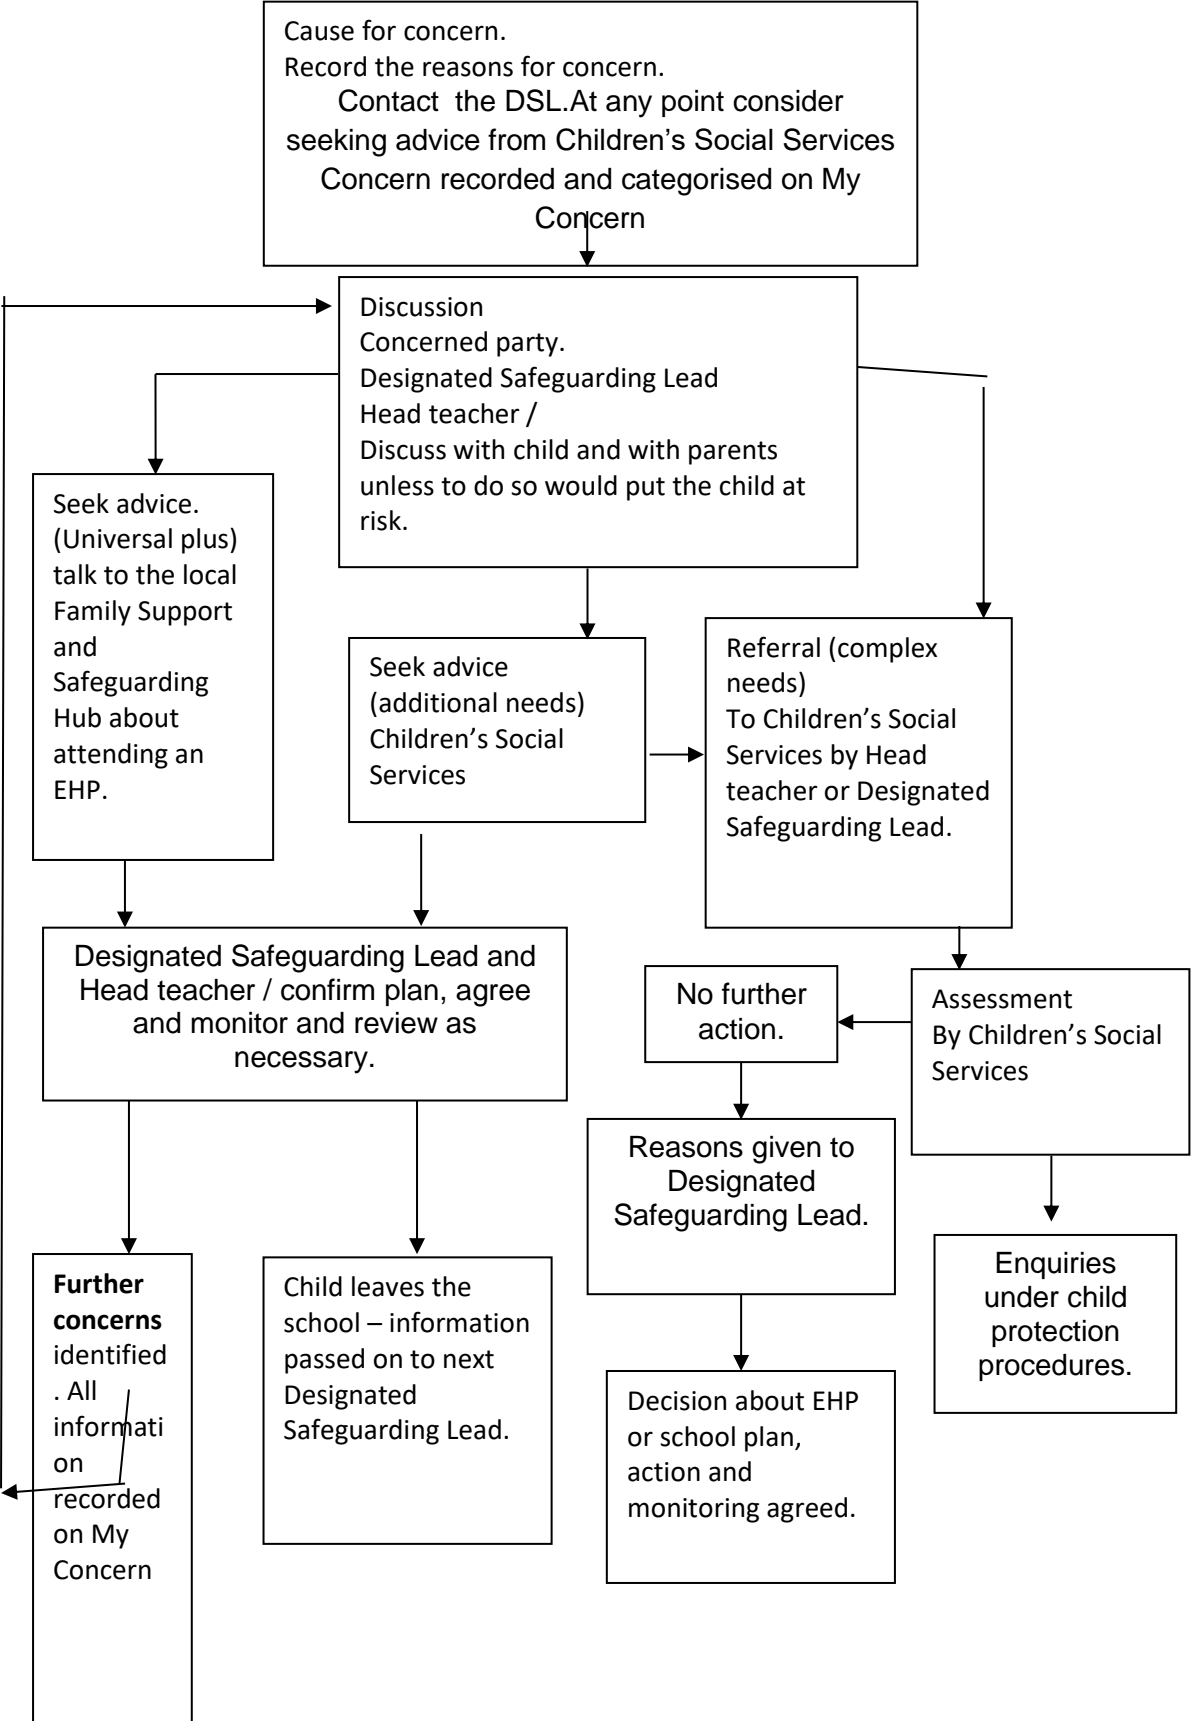 Cause for concern.
Record the reasons for concern.
Contact  the DSL.At any point consider
seeking advice from Children’s Social Services
Concern recorded and categorised on My
Concern
Discussion
Concerned party.
Designated Safeguarding Lead
Head teacher /
Discuss with child and with parents
unless to do so would put the child at
risk.
Seek advice.
(Universal plus)
talk to the local
Family Support
and
Safeguarding
Hub about
attending an
EHP.
Seek advice
(additional needs)
Children’s Social
Services
Referral (complex
needs)
To Children’s Social
Services by Head
teacher or Designated
Safeguarding Lead.
Designated Safeguarding Lead and
Head teacher / confirm plan, agree
and monitor and review as
necessary.
No further
action.
Assessment
By Children’s Social
Services
Reasons given to
Designated
Safeguarding Lead.
Enquiries
under child
protection
procedures.
Further
concerns
identified
. All
informati
on
recorded
on My
Concern
Child leaves the
school – information
passed on to next
Designated
Safeguarding Lead.
Decision about EHP
or school plan,
action and
monitoring agreed.